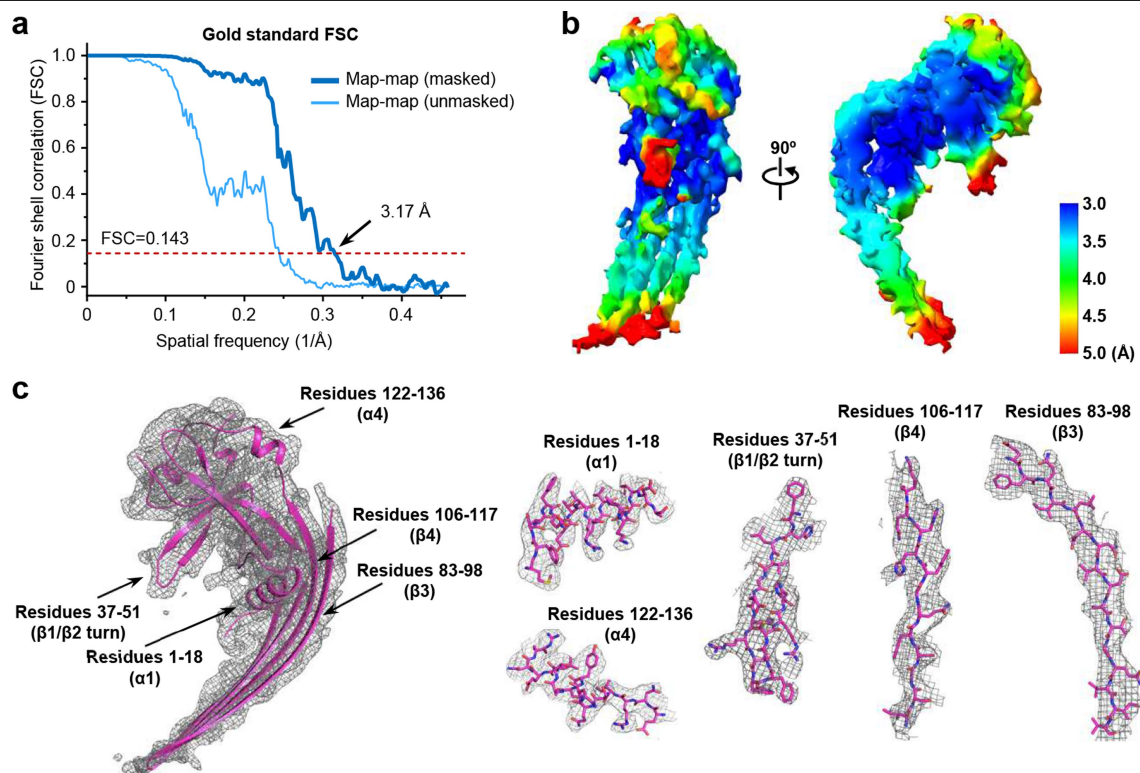 a
Gold standard FSC
Fourier shell correlation (FSC)
1.0
0.8
0.6
0.4
0.2
0
Map-map (masked)
Map-map (unmasked)
3.17 Å
FSC=0.143
0
0.1
0.2
0.3
0.4
Spatial frequency (1/Å)
b
90º
3.0
3.5
4.0
4.5
5.0 (Å)
c
Residues 122-136
(α4)
Residues 106-117
(β4)
Residues 83-98
(β3)
Residues 37-51
(β1/β2 turn)
Residues 1-18
(α1)
Residues 1-18
(α1)
Residues 122-136
(α4)
Residues 37-51
(β1/β2 turn)
Residues 106-117
(β4)
Residues 83-98
(β3)